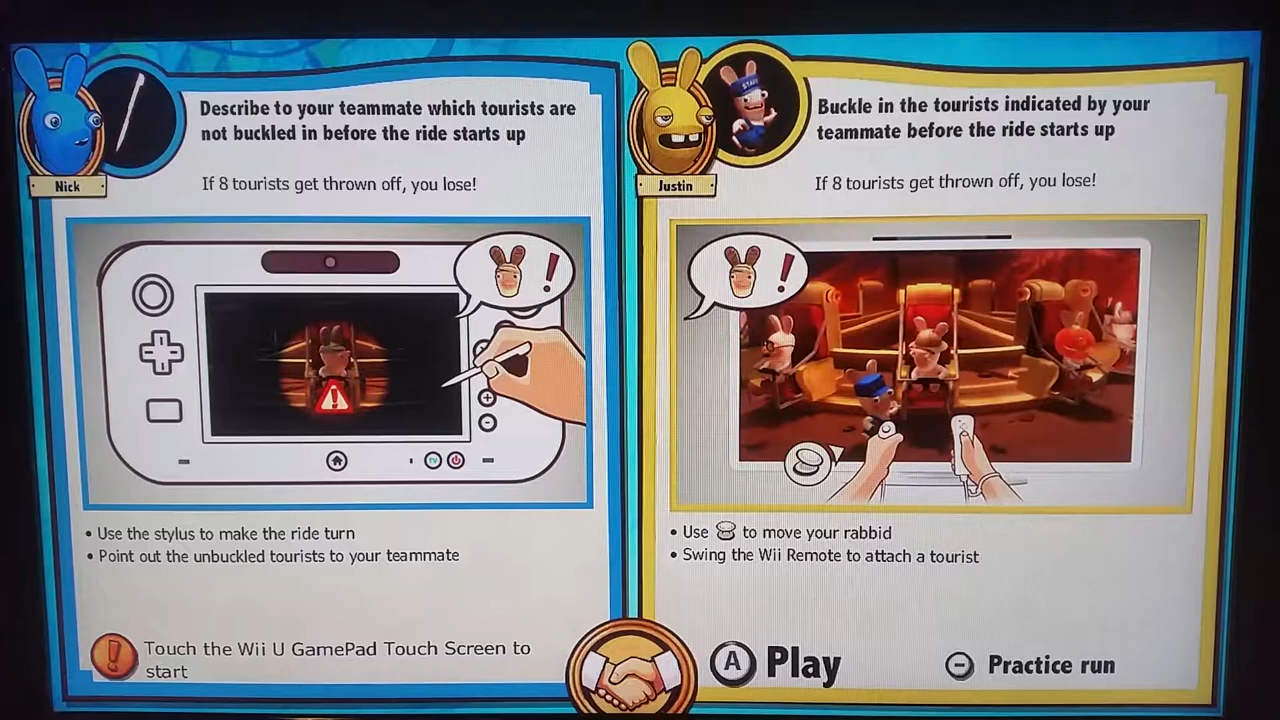 Nick
Describe to your teammate which tourists are
not buckled in before the ride starts up
If 8 tourists get thrown off, you lose!
!
TV
• Use the stylus to make the ride turn
• Point out the unbuckled tourists to your teammate
! Touch the Wii U GamePad Touch Screen to
start
Justin
STAFF
Buckle in the tourists indicated by your
teammate before the ride starts up
If 8 tourists get thrown off, you lose!
!
• Use to move your rabbid
• Swing the Wii Remote to attach a tourist
A Play
- Practice run